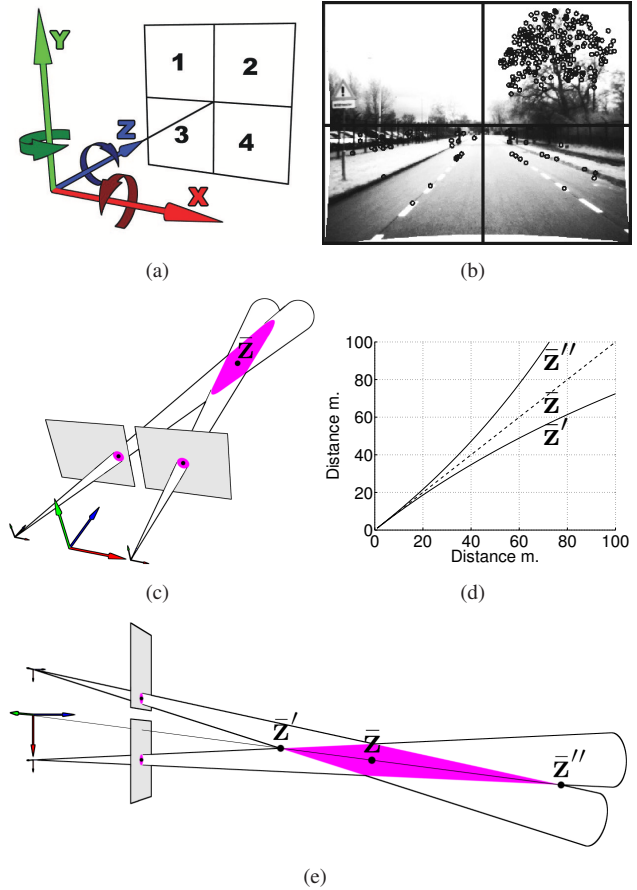 Y
Z
X
1 2
3 4
(a) (b)
z̄
z̄″
z̄
z̄′
100
80
60
40
20
0
0 20 40 60 80 100
Distance m.
Distance m.
(c) (d)
z̄′ z̄ z̄″
(e)